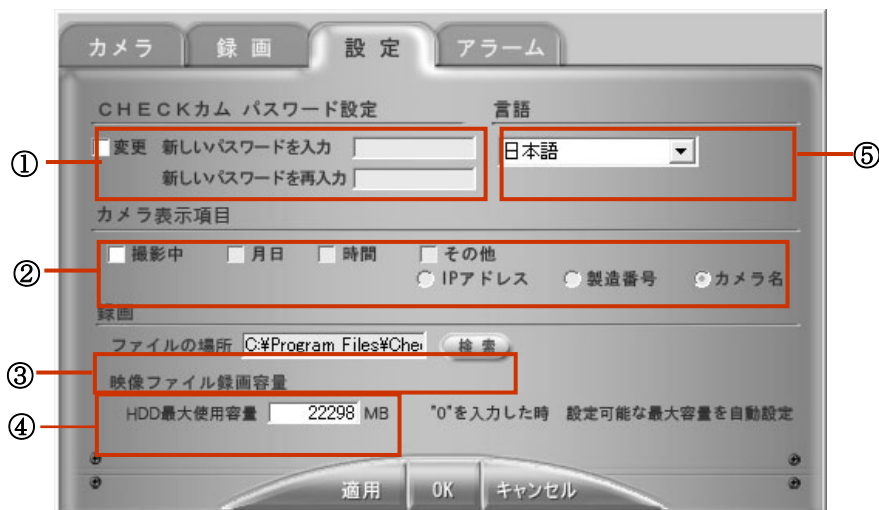 カメラ 録画 設定 アラーム
CHECKカム パスワード設定 言語
① 変更 新しいパスワードを入力 日本語 ⑤
新しいパスワードを再入力
カメラ表示項目
② 撮影中 月日 時間 その他
IPアドレス 製造番号 カメラ名
録画
ファイルの場所 C:¥Program Files¥Che 検索
③ 映像ファイル録画容量
④ HDD最大使用容量 22298 MB "0"を入力した時 設定可能な最大容量を自動設定
適用 OK キャンセル